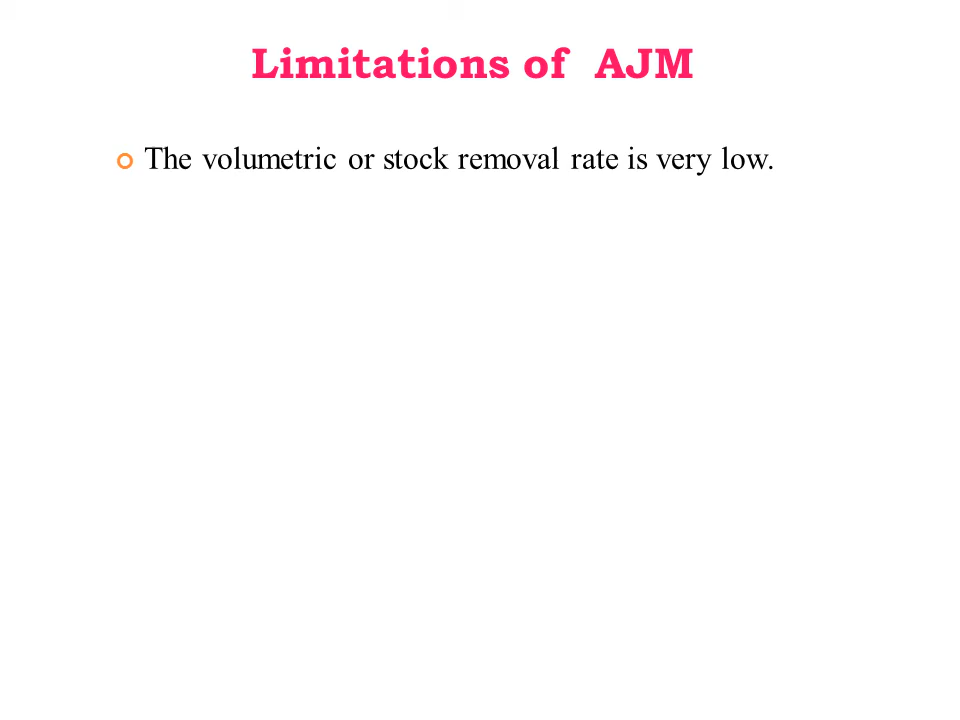 Limitations of AJM
The volumetric or stock removal rate is very low.